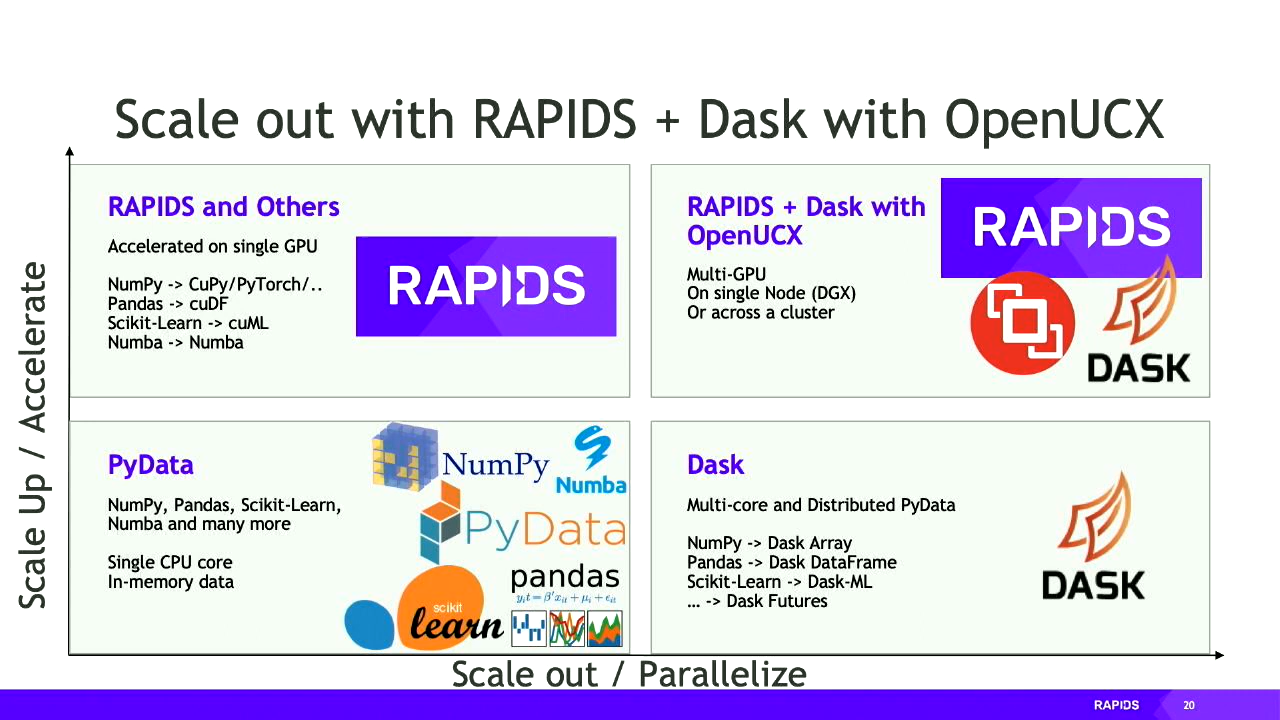 Scale out with RAPIDS + Dask with OpenUCX
Scale Up / Accelerate
RAPIDS and Others
Accelerated on single GPU
NumPy -> CuPy/PyTorch/..
Pandas -> cuDF
Scikit-Learn -> cuML
Numba -> Numba
RAPIDS
RAPIDS + Dask with
OpenUCX
Multi-GPU
On single Node (DGX)
Or across a cluster
RAPIDS
DASK
PyData
NumPy, Pandas, Scikit-Learn,
Numba and many more
Single CPU core
In-memory data
NumPy
Numba
PyData
pandas
y_it = β′x_it + μ_i + ϵ_it
scikit
learn
Dask
Multi-core and Distributed PyData
NumPy -> Dask Array
Pandas -> Dask DataFrame
Scikit-Learn -> Dask-ML
… -> Dask Futures
DASK
Scale out / Parallelize
RAPIDS
20